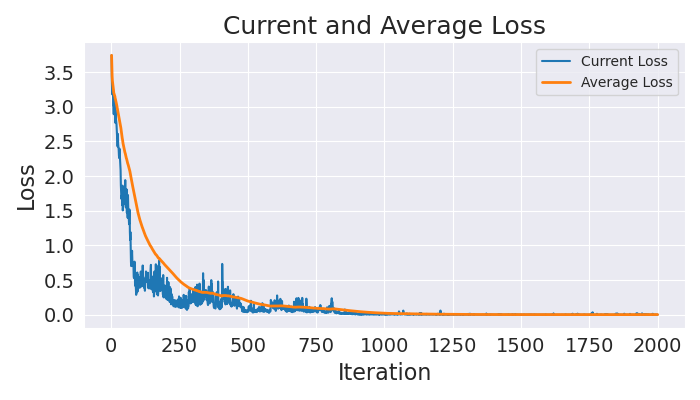 Current and Average Loss
Current Loss
Average Loss
3.5
3.0
2.5
2.0
1.5
1.0
0.5
0.0
Loss
0 250 500 750 1000 1250 1500 1750 2000
Iteration